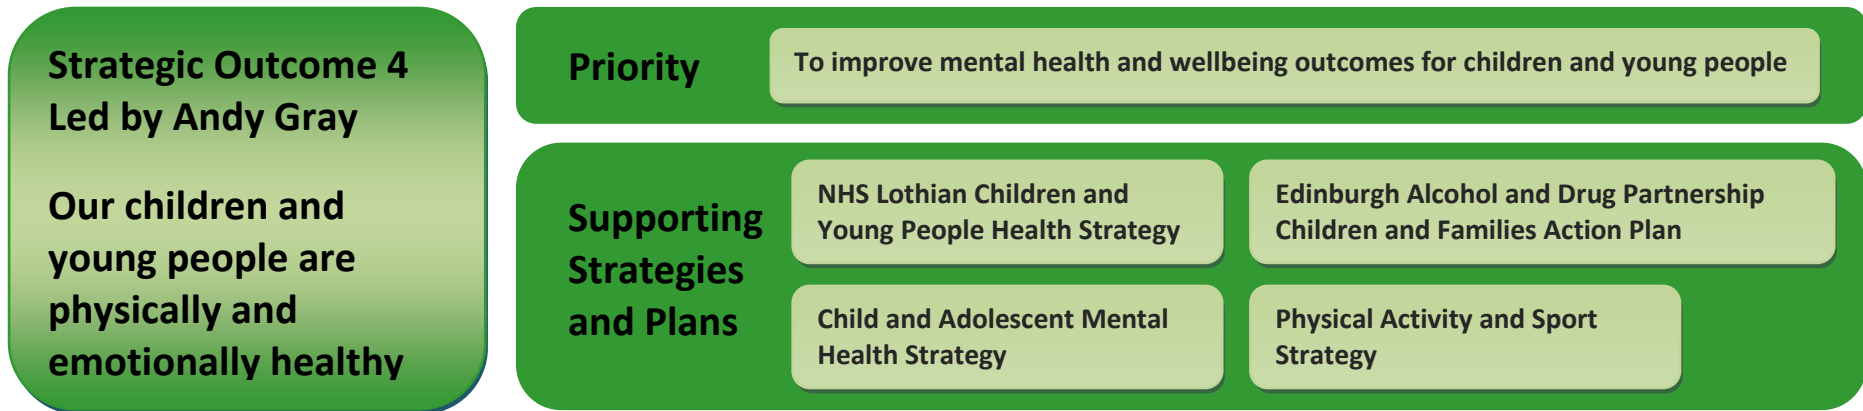 Strategic Outcome 4
Led by Andy Gray
Our children and
young people are
physically and
emotionally healthy
Priority
To improve mental health and wellbeing outcomes for children and young people
Supporting
Strategies
and Plans
NHS Lothian Children and
Young People Health Strategy
Edinburgh Alcohol and Drug Partnership
Children and Families Action Plan
Child and Adolescent Mental
Health Strategy
Physical Activity and Sport
Strategy